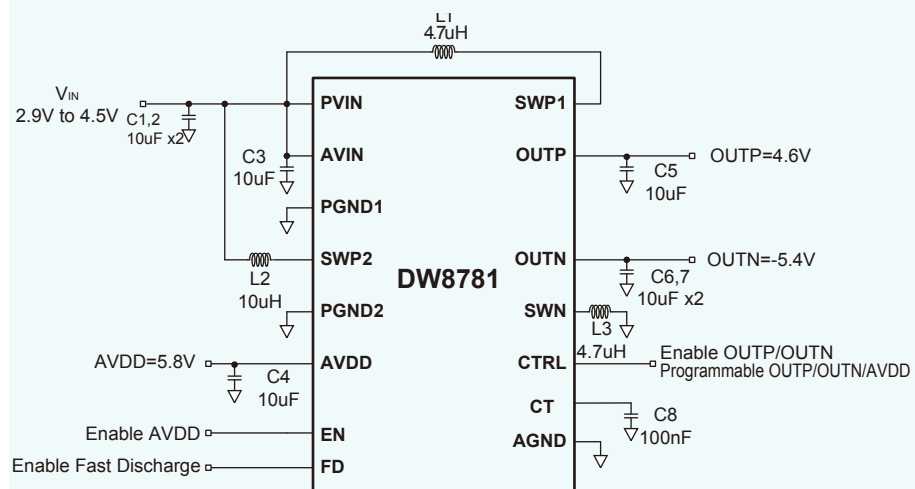 L1
4.7uH
VIN
2.9V to 4.5V
C1,2
10uF x2
PVIN
SWP1
C3
10uF
AVIN
OUTP
OUTP=4.6V
C5
10uF
PGND1
SWP2
L2
10uH
DW8781
OUTN
OUTN=-5.4V
C6,7
10uF x2
PGND2
SWN
L3
4.7uH
AVDD=5.8V
C4
10uF
AVDD
CTRL
Enable OUTP/OUTN
Programmable OUTP/OUTN/AVDD
CT
C8
100nF
Enable AVDD
EN
AGND
Enable Fast Discharge
FD